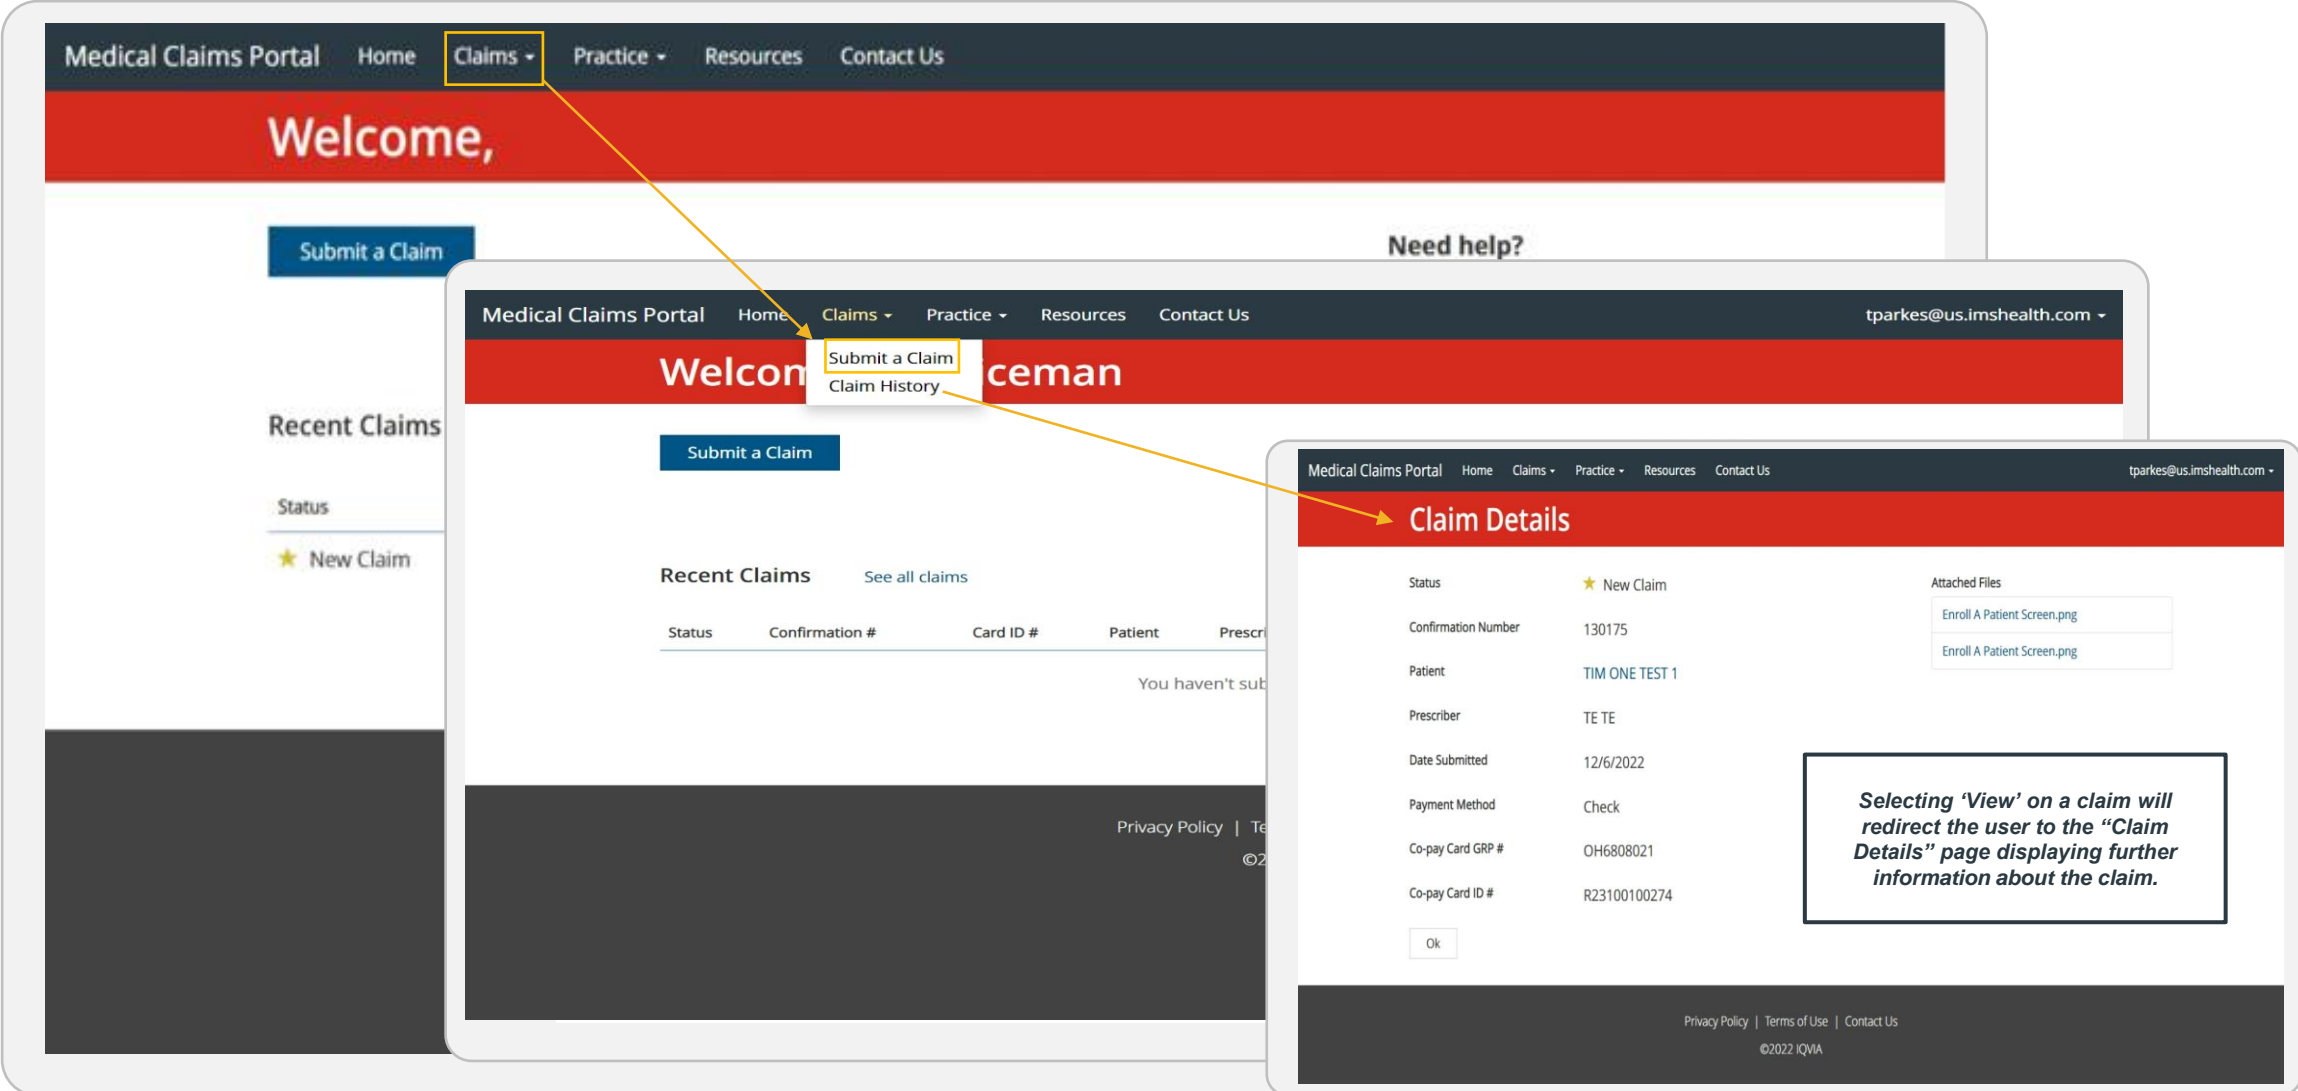 Medical Claims Portal Home Claims Practice Resources Contact Us
Welcome,
Submit a Claim
Need help?
Recent Claims
Status
New Claim
Medical Claims Portal Home Claims Practice Resources Contact Us tparkes@us.imshealth.com
Submit a Claim
Claim History
Submit a Claim
Recent Claims See all claims
Status Confirmation # Card ID # Patient
You haven't
Privacy Policy |
Medical Claims Portal Home Claims Practice Resources Contact Us tparkes@us.imshealth.com
Claim Details
Status New Claim
Confirmation Number 130175
Patient TIM ONE TEST 1
Prescriber TE TE
Date Submitted 12/6/2022
Payment Method Check
Co-pay Card GRP # OH6808021
Co-pay Card ID # R23100100274
Ok
Attached Files
Enroll A Patient Screen.png
Enroll A Patient Screen.png
Selecting ‘View’ on a claim will
redirect the user to the “Claim
Details” page displaying further
information about the claim.
Privacy Policy | Terms of Use | Contact Us
©2022 IQVIA